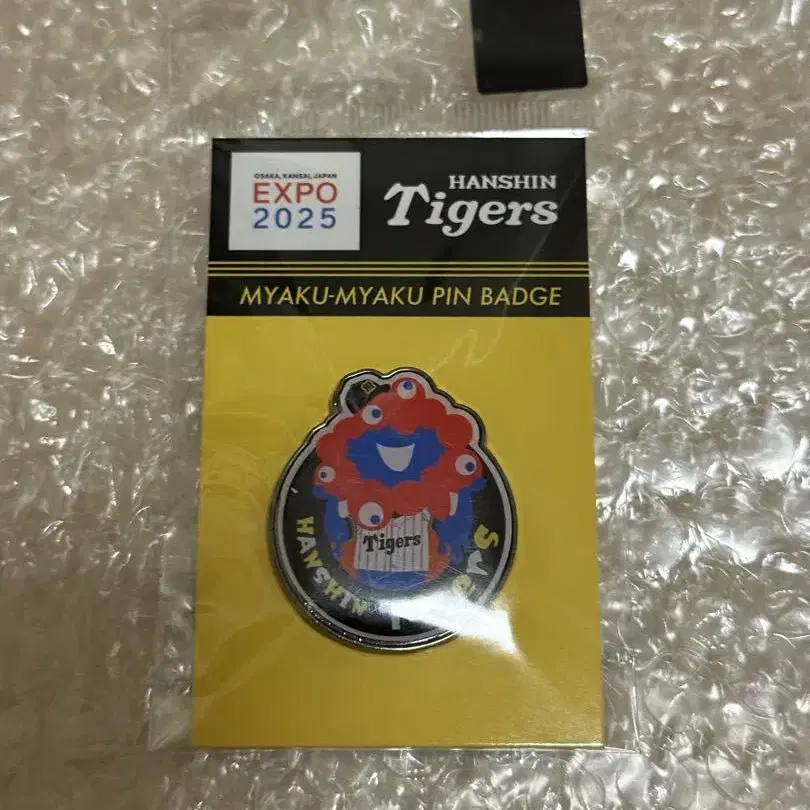 OSAKA, KANSAI, JAPAN
EXPO
2025
HANSHIN
Tigers
MYAKU-MYAKU PIN BADGE
Tigers
HANSHIN